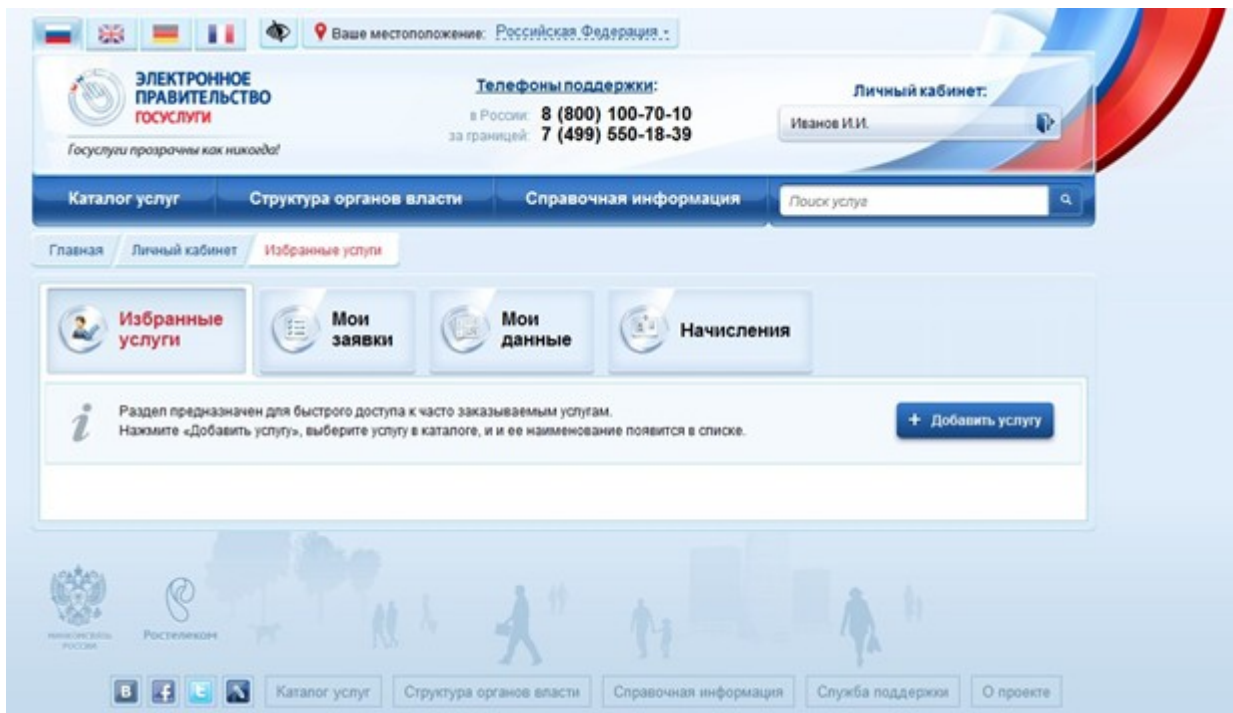 Ваше местоположение: Российская Федерация
ЭЛЕКТРОННОЕ
ПРАВИТЕЛЬСТВО
ГОСУСЛУГИ
Госуслуги прозрачны как никогда!
Телефоны поддержки:
в России: 8 (800) 100-70-10
за границей: 7 (499) 550-18-39
Личный кабинет:
Иванов И.И.
Каталог услуг Структура органов власти Справочная информация Поиск услуг
Главная Личный кабинет Избранные услуги
Избранные
услуги
Мои
заявки
Мои
данные
Начисления
Раздел предназначен для быстрого доступа к часто заказываемым услугам.
Нажмите «Добавить услугу», выберите услугу в каталоге, и и ее наименование появится в списке.
+ Добавить услугу
МИНКОМСВЯЗЬ
РОССИИ
Ростелеком
Каталог услуг Структура органов власти Справочная информация Служба поддержки О проекте